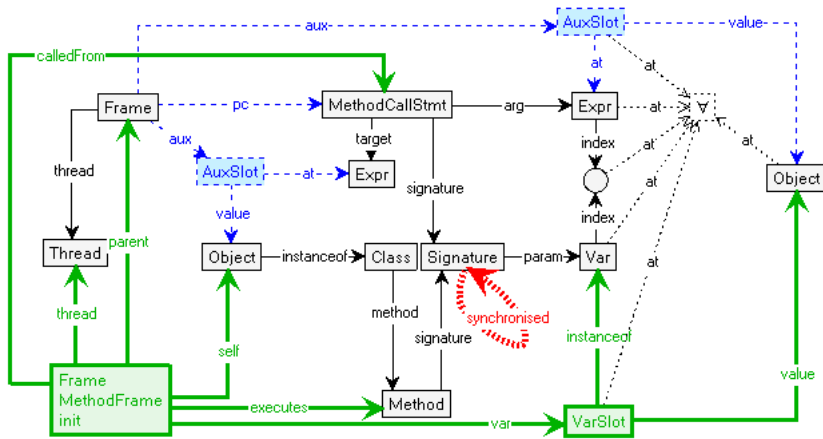 AuxSlot
aux
value
calledFrom
at
at
Frame
pc
MethodCallStmt
arg
Expr
at
∀
aux
target
index
at
at
thread
AuxSlot
at
Expr
Object
signature
value
index
at
parent
Thread
Object
instanceof
Class
Signature
param
Var
at
thread
method
synchronised
signature
instanceof
self
value
Frame
MethodFrame
init
executes
Method
var
VarSlot